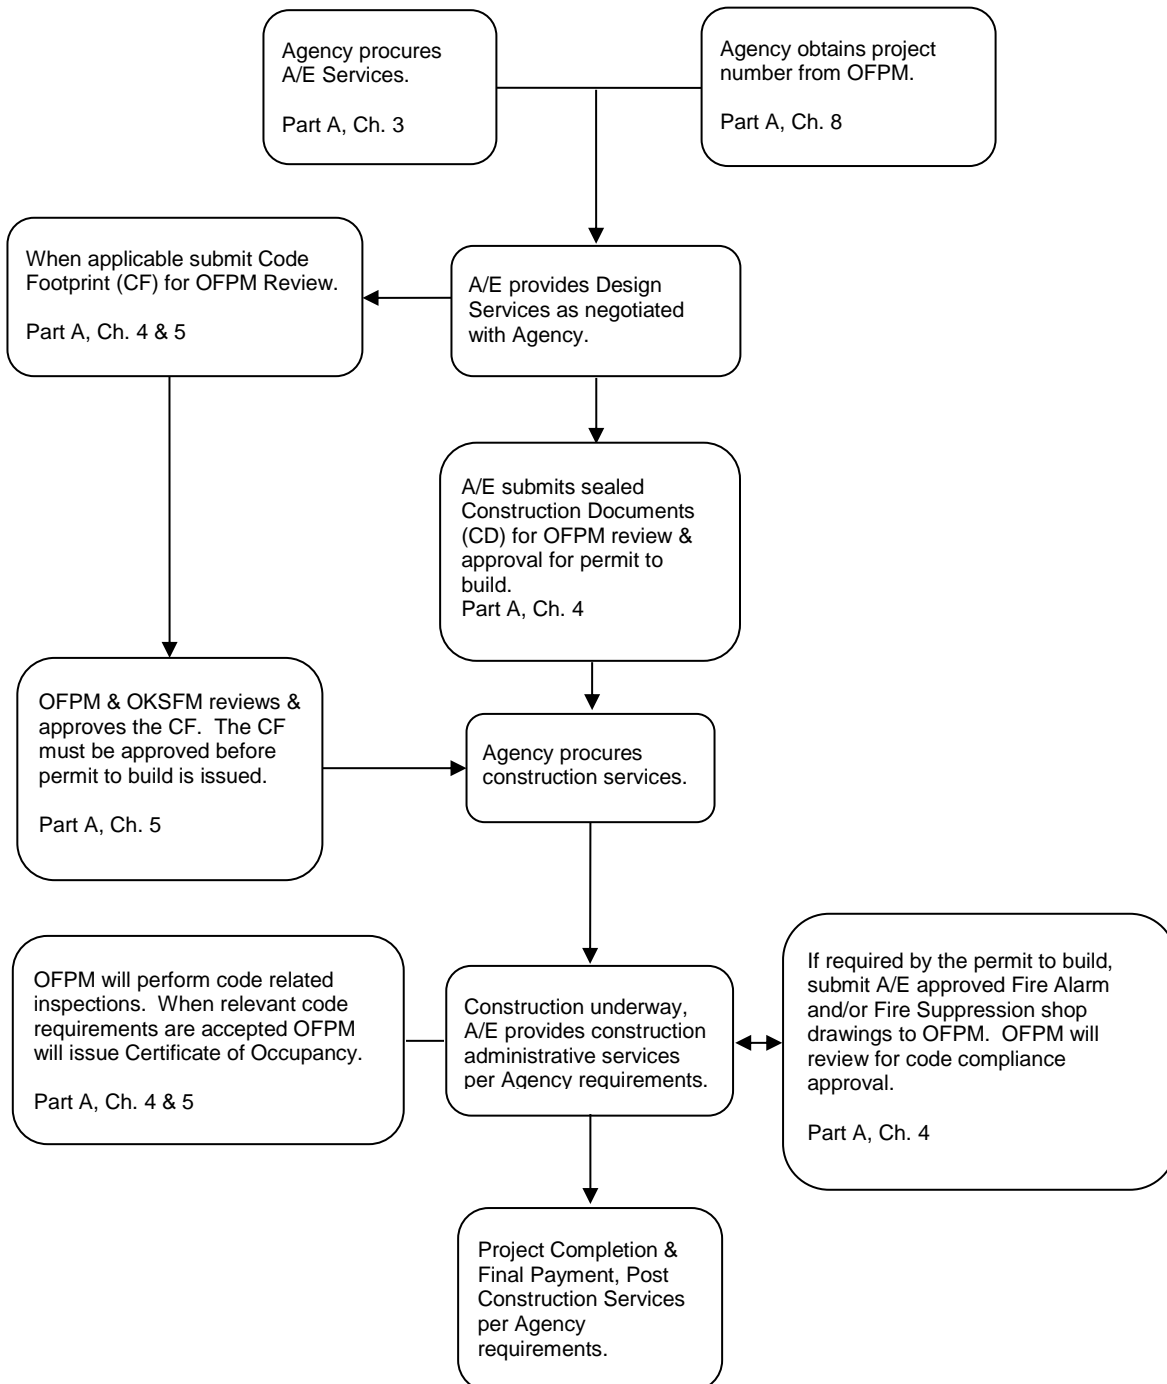 Agency procures
A/E Services.
Part A, Ch. 3
Agency obtains project
number from OFPM.
Part A, Ch. 8
When applicable submit Code
Footprint (CF) for OFPM Review.
Part A, Ch. 4 & 5
A/E provides Design
Services as negotiated
with Agency.
A/E submits sealed
Construction Documents
(CD) for OFPM review &
approval for permit to
build.
Part A, Ch. 4
OFPM & OKSFM reviews &
approves the CF.  The CF
must be approved before
permit to build is issued.
Part A, Ch. 5
Agency procures
construction services.
OFPM will perform code related
inspections.  When relevant code
requirements are accepted OFPM
will issue Certificate of Occupancy.
Part A, Ch. 4 & 5
Construction underway,
A/E provides construction
administrative services
per Agency requirements.
If required by the permit to build,
submit A/E approved Fire Alarm
and/or Fire Suppression shop
drawings to OFPM.  OFPM will
review for code compliance
approval.
Part A, Ch. 4
Project Completion &
Final Payment, Post
Construction Services
per Agency
requirements.